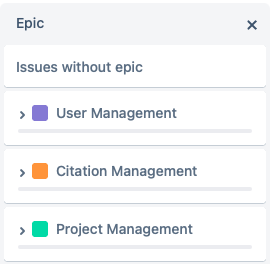 Epic
Issues without epic
User Management
Citation Management
Project Management